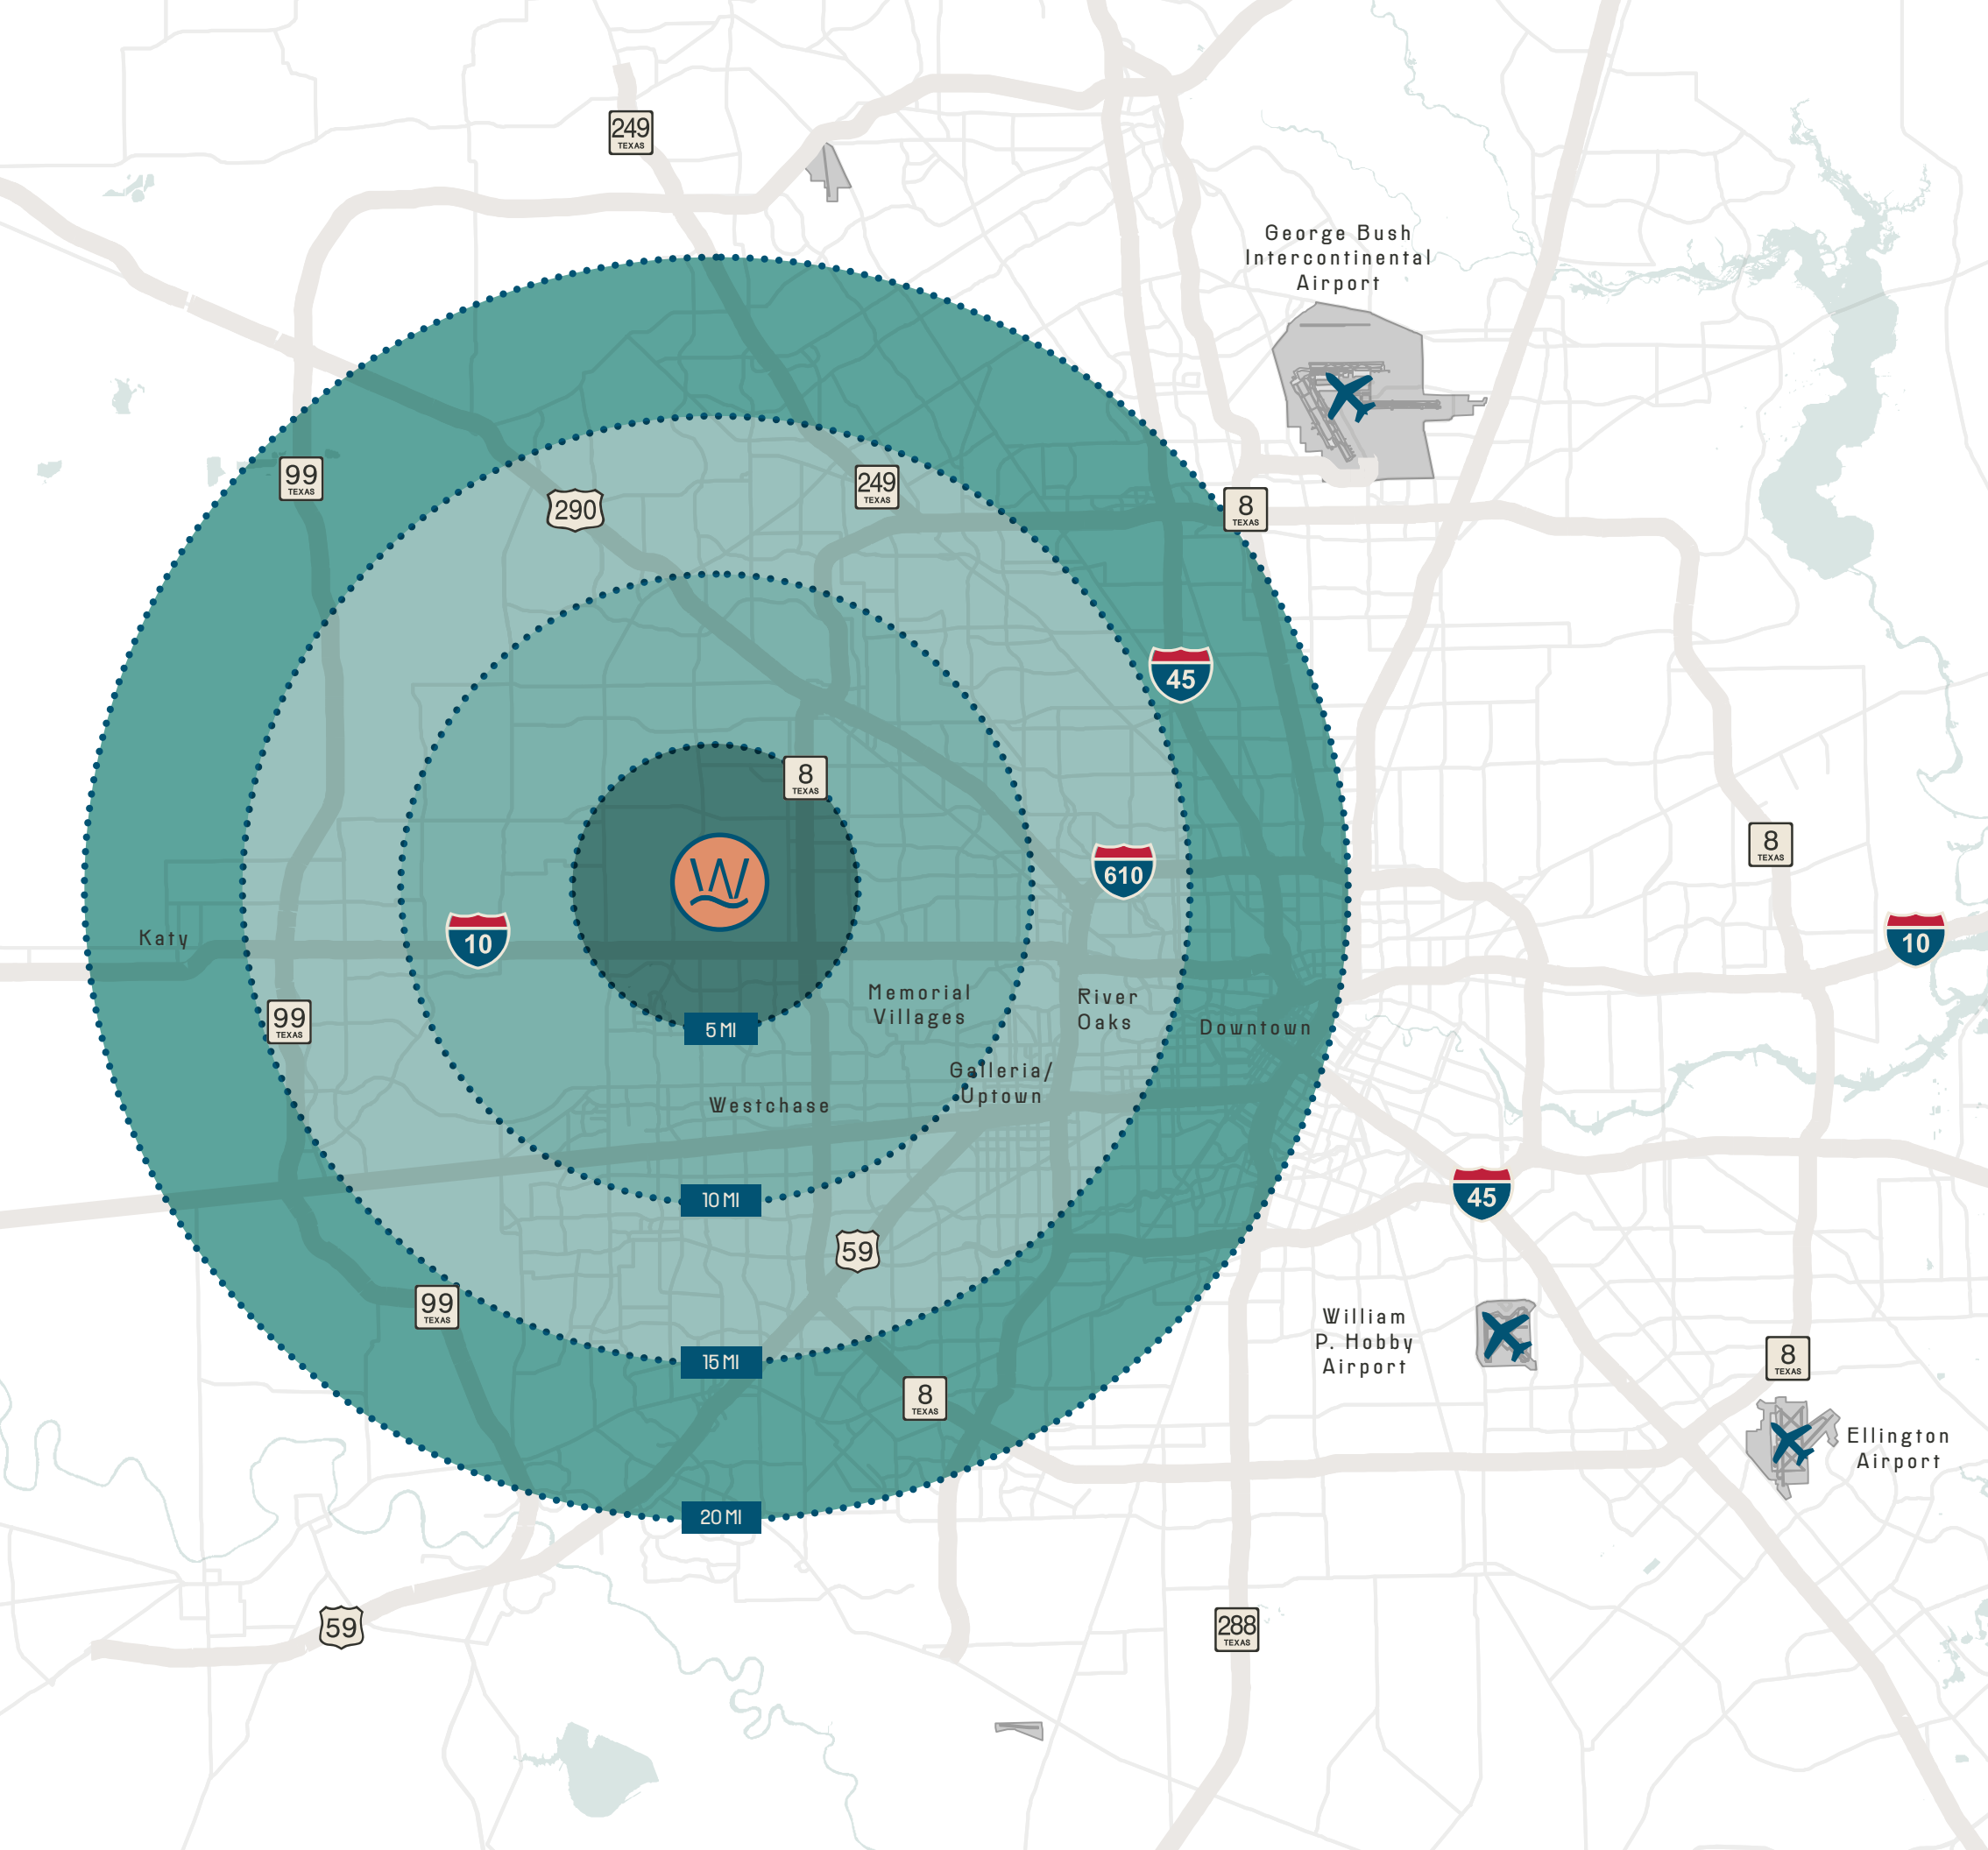 249
TEXAS
George Bush
Intercontinental
Airport
99
TEXAS
290
249
TEXAS
8
TEXAS
45
8
TEXAS
8
TEXAS
610
W
Katy
10
10
99
TEXAS
Memorial
Villages
River
Oaks
Downtown
5 MI
Galleria/
Uptown
Westchase
10 MI
45
59
99
TEXAS
William
P. Hobby
Airport
15 MI
8
TEXAS
8
TEXAS
Ellington
Airport
20 MI
59
288
TEXAS